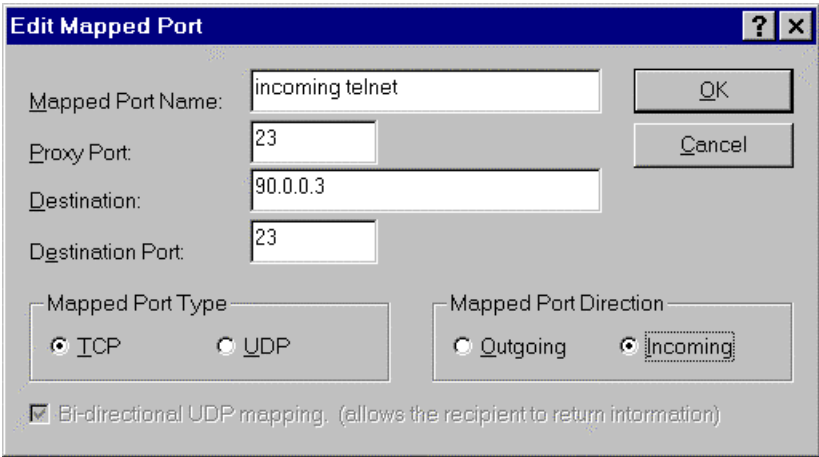 Edit Mapped Port
Mapped Port Name: incoming telnet
OK
Proxy Port: 23
Cancel
Destination: 90.0.0.3
Destination Port: 23
Mapped Port Type
TCP UDP
Mapped Port Direction
Outgoing Incoming
Bi-directional UDP mapping. (allows the recipient to return intormation)